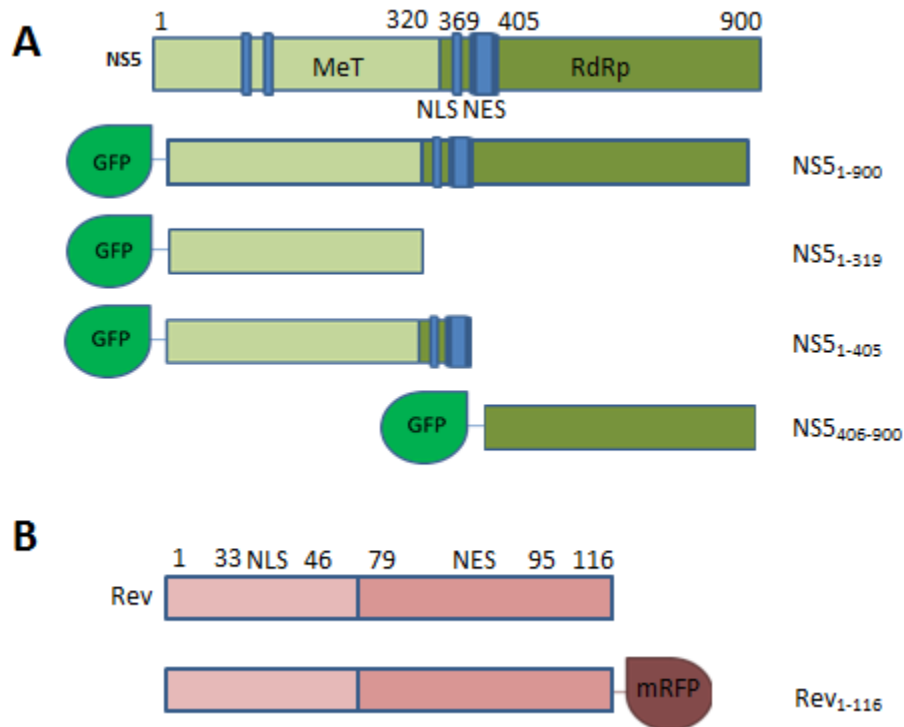 A
1 320 369 405 900
NS5 MeT RdRp
NLS NES
GFP NS5₁₋₉₀₀
GFP NS5₁₋₃₁₉
GFP NS5₁₋₄₀₅
GFP NS5₄₀₆₋₉₀₀
B
1 33 NLS 46 79 NES 95 116
Rev
mRFP Rev₁₋₁₁₆